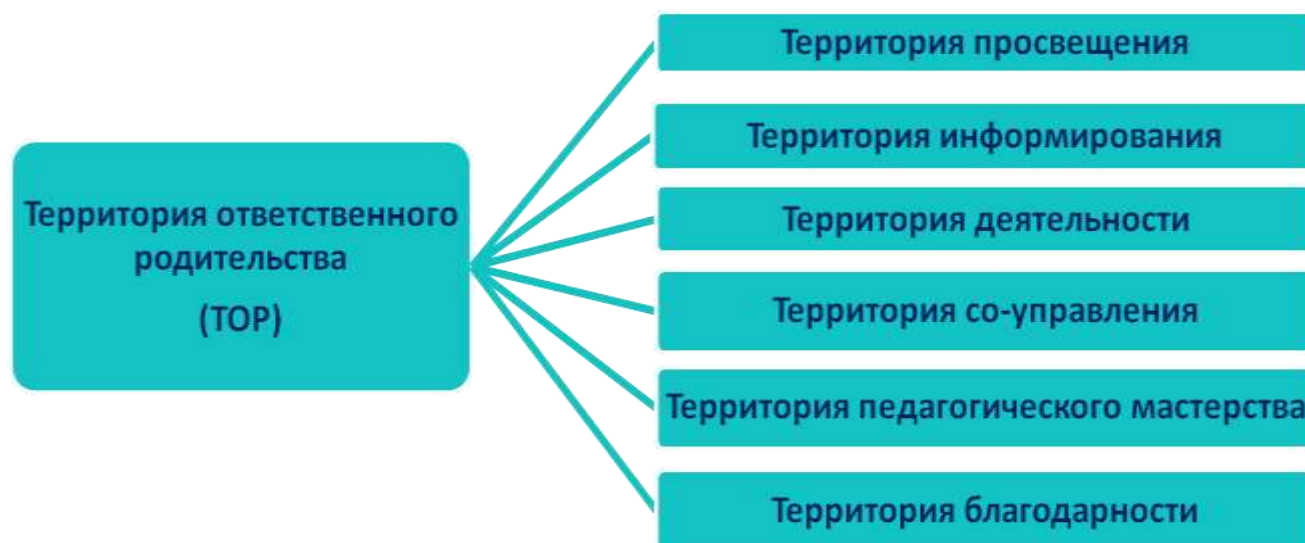 Территория ответственного
родительства
(ТОР)
Территория просвещения
Территория информирования
Территория деятельности
Территория со-управления
Территория педагогического мастерства
Территория благодарности